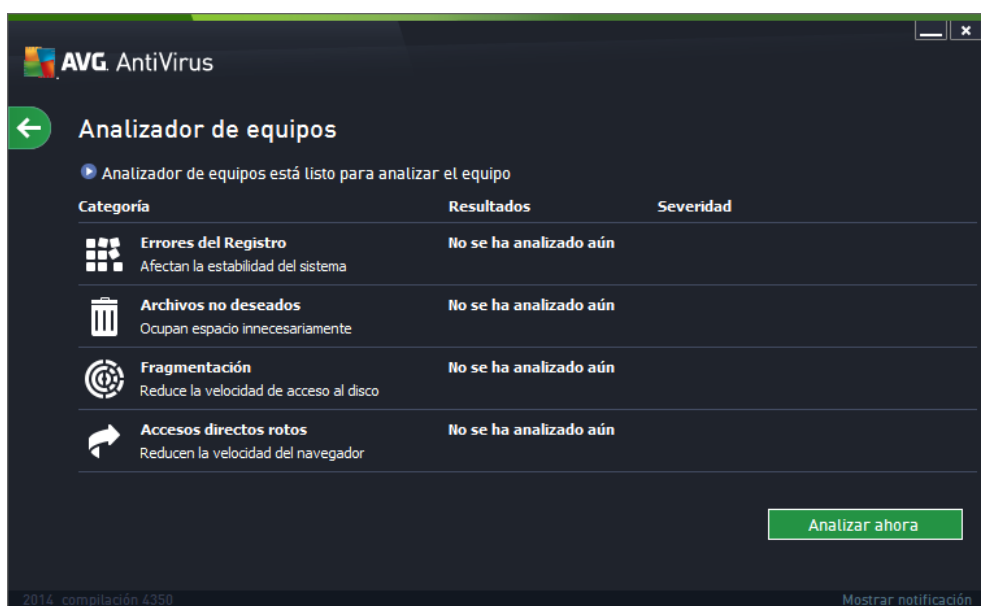 AVG. AntiVirus
Analizador de equipos
Analizador de equipos está listo para analizar el equipo
Categoría Resultados Severidad
Errores del Registro No se ha analizado aún
Afectan la estabilidad del sistema
Archivos no deseados No se ha analizado aún
Ocupan espacio innecesariamente
Fragmentación No se ha analizado aún
Reduce la velocidad de acceso al disco
Accesos directos rotos No se ha analizado aún
Reducen la velocidad del navegador
Analizar ahora
2014 compilación 4350 Mostrar notificación